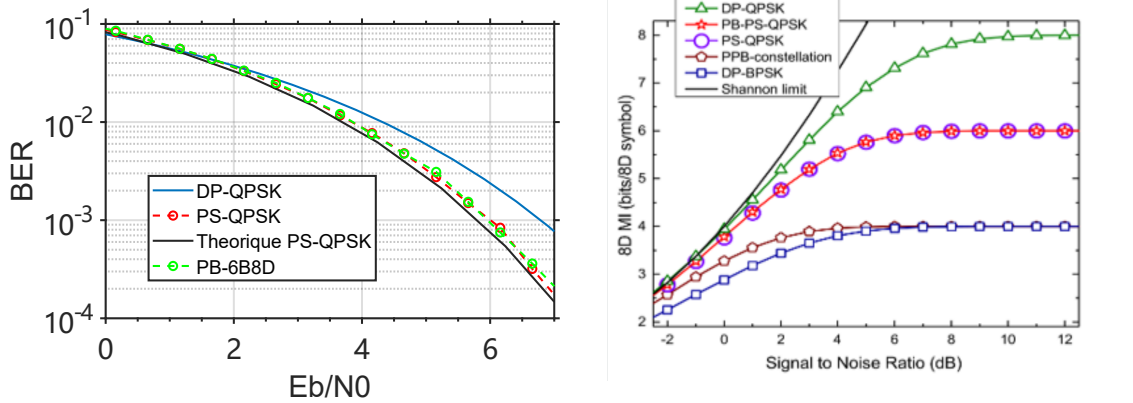 10⁻¹
10⁻²
10⁻³
10⁻⁴
BER
DP-QPSK
PS-QPSK
Theorique PS-QPSK
PB-6B8D
0 2 4 6
Eb/N0
DP-QPSK
PB-PS-QPSK
PS-QPSK
PPB-constellation
DP-BPSK
Shannon limit
8
7
6
5
4
3
2
8D MI (bits/8D symbol)
-2 0 2 4 6 8 10 12
Signal to Noise Ratio (dB)